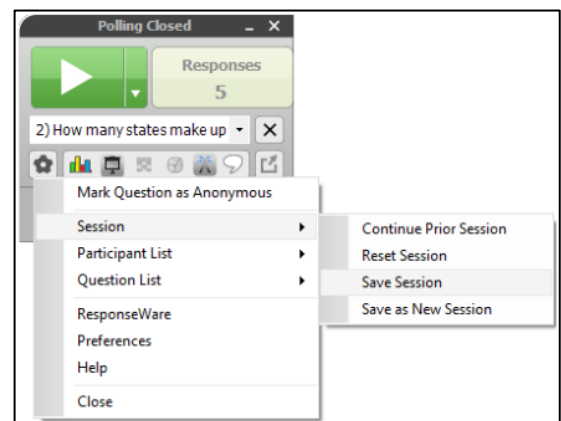 Polling Closed
Responses
5
2) How many states make up
Mark Question as Anonymous
Session
Participant List
Question List
ResponseWare
Preferences
Help
Close
Continue Prior Session
Reset Session
Save Session
Save as New Session